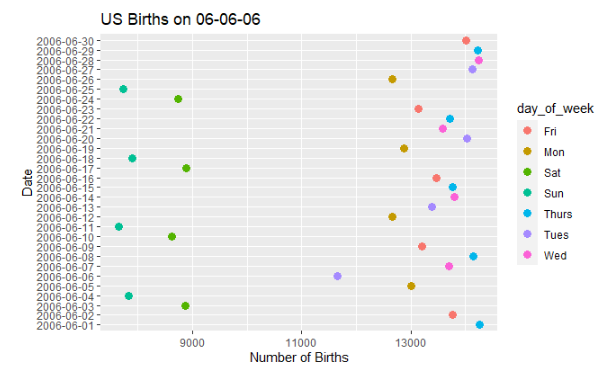 US Births on 06-06-06
2006-06-30
2006-06-29
2006-06-28
2006-06-27
2006-06-26
2006-06-25
2006-06-24
2006-06-23
2006-06-22
2006-06-21
2006-06-20
2006-06-19
2006-06-18
2006-06-17
2006-06-16
2006-06-15
2006-06-14
2006-06-13
2006-06-12
2006-06-11
2006-06-10
2006-06-09
2006-06-08
2006-06-07
2006-06-06
2006-06-05
2006-06-04
2006-06-03
2006-06-02
2006-06-01
Date
9000 11000 13000
Number of Births
day_of_week
Fri
Mon
Sat
Sun
Thurs
Tues
Wed